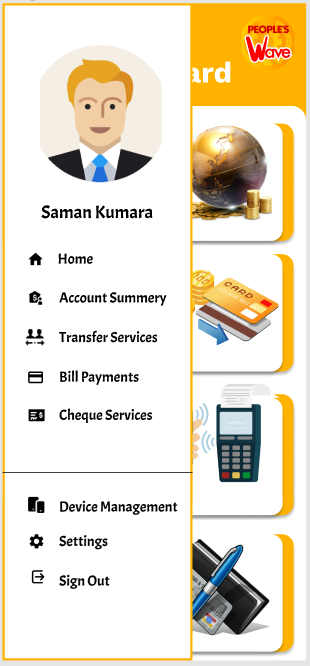 PEOPLE'S
Wave
ard
Saman Kumara
Home
Account Summery
Transfer Services
Bill Payments
Cheque Services
Device Management
Settings
Sign Out
CARD
100